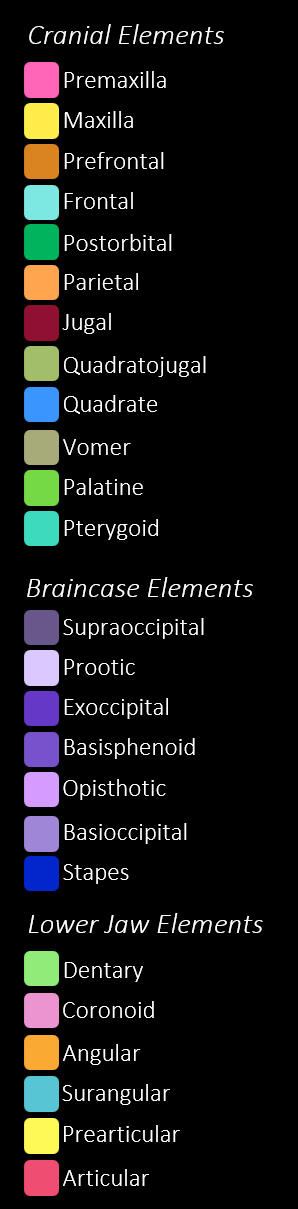 Cranial Elements
Premaxilla
Maxilla
Prefrontal
Frontal
Postorbital
Parietal
Jugal
Quadratojugal
Quadrate
Vomer
Palatine
Pterygoid
Braincase Elements
Supraoccipital
Prootic
Exoccipital
Basisphenoid
Opisthotic
Basioccipital
Stapes
Lower Jaw Elements
Dentary
Coronoid
Angular
Surangular
Prearticular
Articular